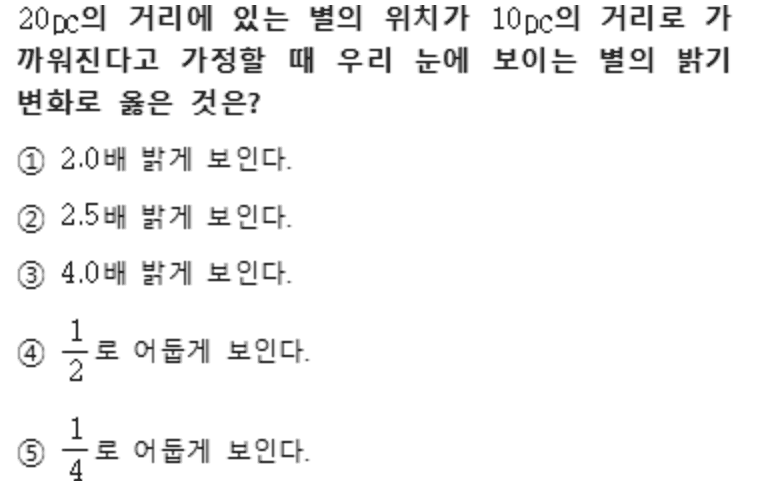 20pc의 거리에 있는 별의 위치가 10pc의 거리로 가
까워진다고 가정할 때 우리 눈에 보이는 별의 밝기
변화로 옳은 것은?
① 2.0배 밝게 보인다.
② 2.5배 밝게 보인다.
③ 4.0배 밝게 보인다.
④ 1/2로 어둡게 보인다.
⑤ 1/4로 어둡게 보인다.